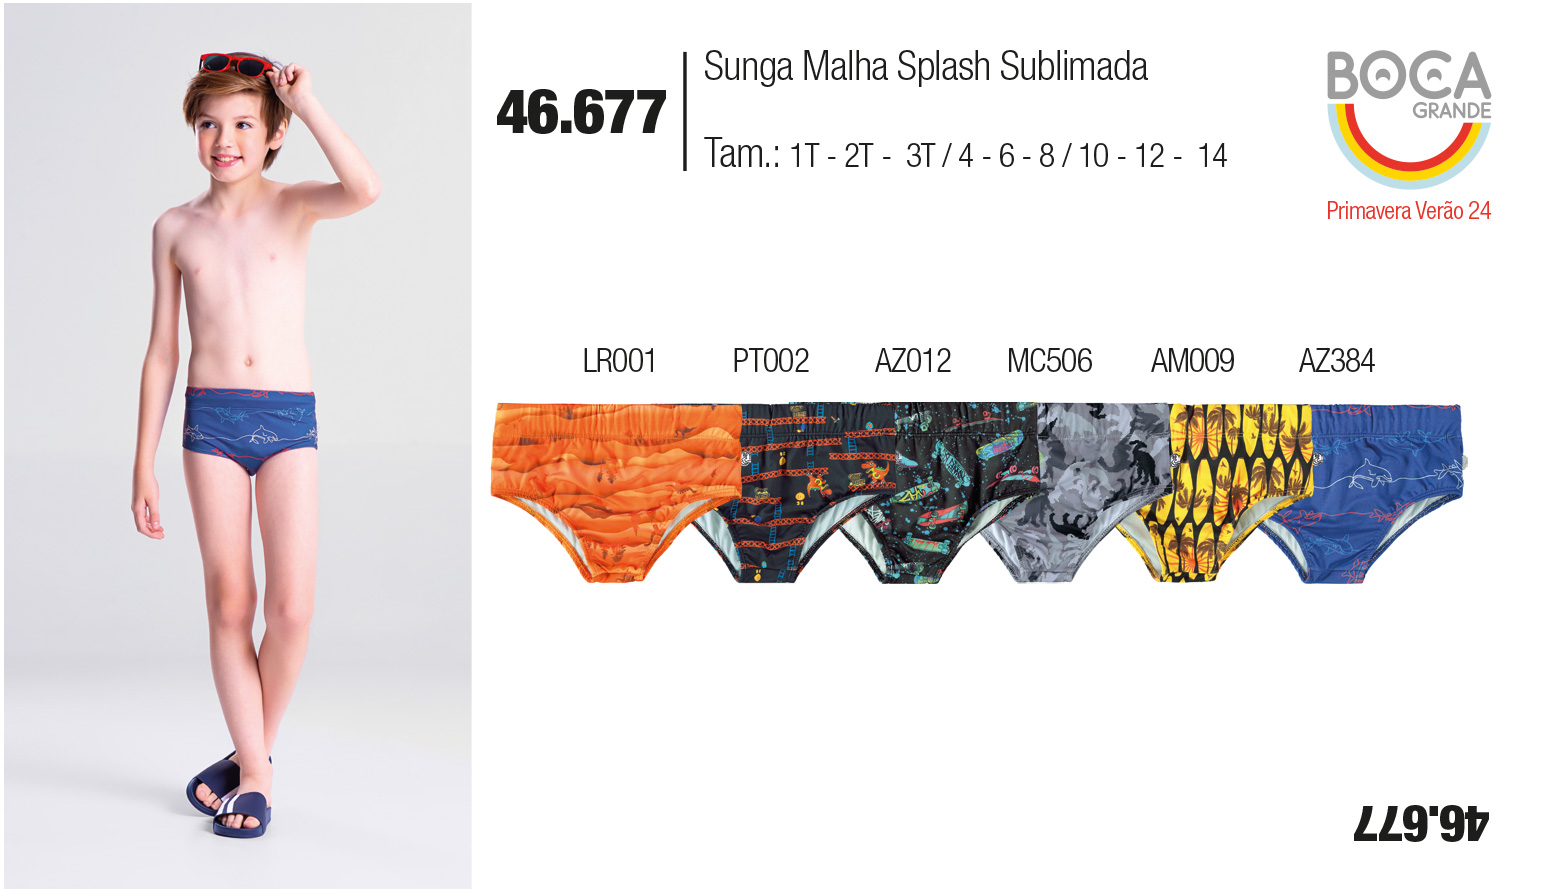 46.677
Sunga Malha Splash Sublimada
Tam.: 1T - 2T - 3T / 4 - 6 - 8 / 10 - 12 - 14
BOCA
GRANDE
Primavera Verão 24
LR001 PT002 AZ012 MC506 AM009 AZ384
46.677